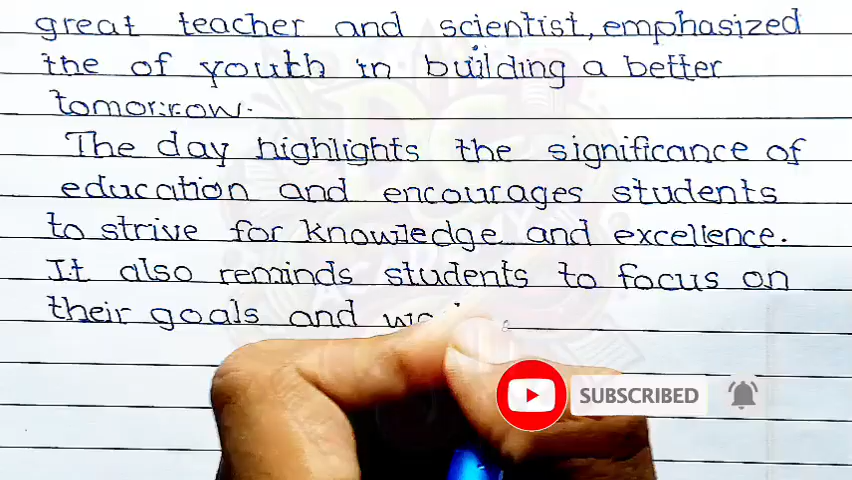 great teacher and scientist, emphasized
the of youth in building a better
tomorrow.
The day highlights the significance of
education and encourages students
to strive for knowledge and excellence.
It also reminds students to focus on
their goals and
SUBSCRIBED